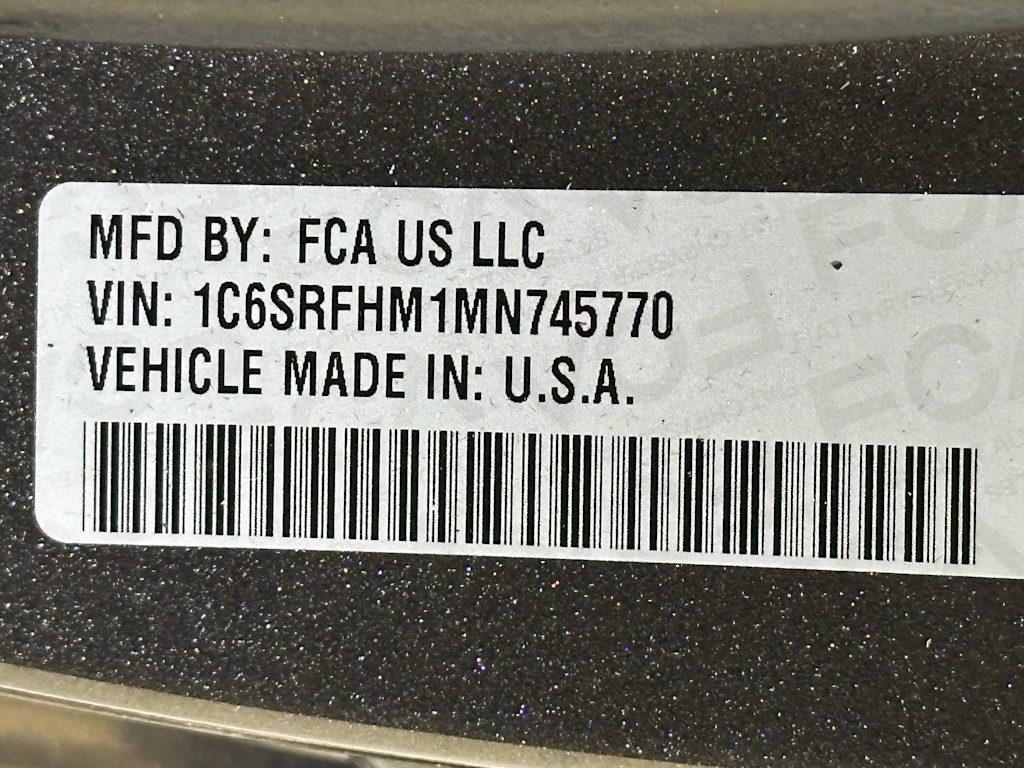 MFD BY: FCA US LLC
VIN: 1C6SRFHM1MN745770
VEHICLE MADE IN: U.S.A.